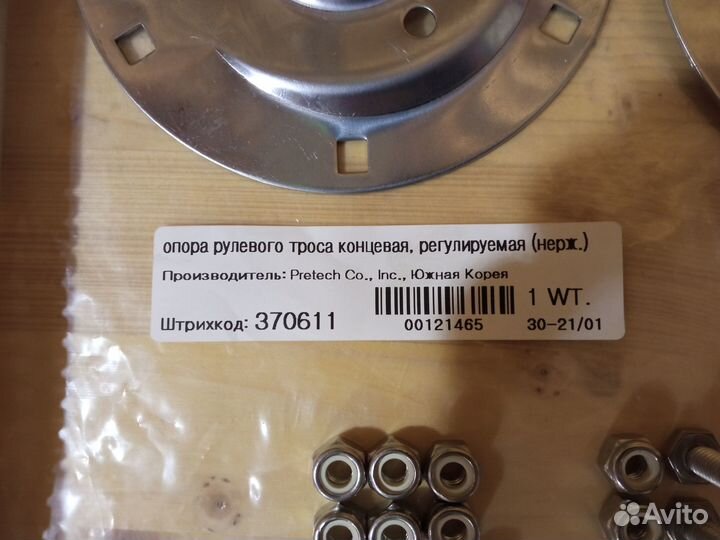 опора рулевого троса концевая, регулируемая (нерж.)
Производитель: Pretech Co., Inc., Южная Корея
Штрихкод: 370611
00121465
1 WT.
30-21/01
Avito